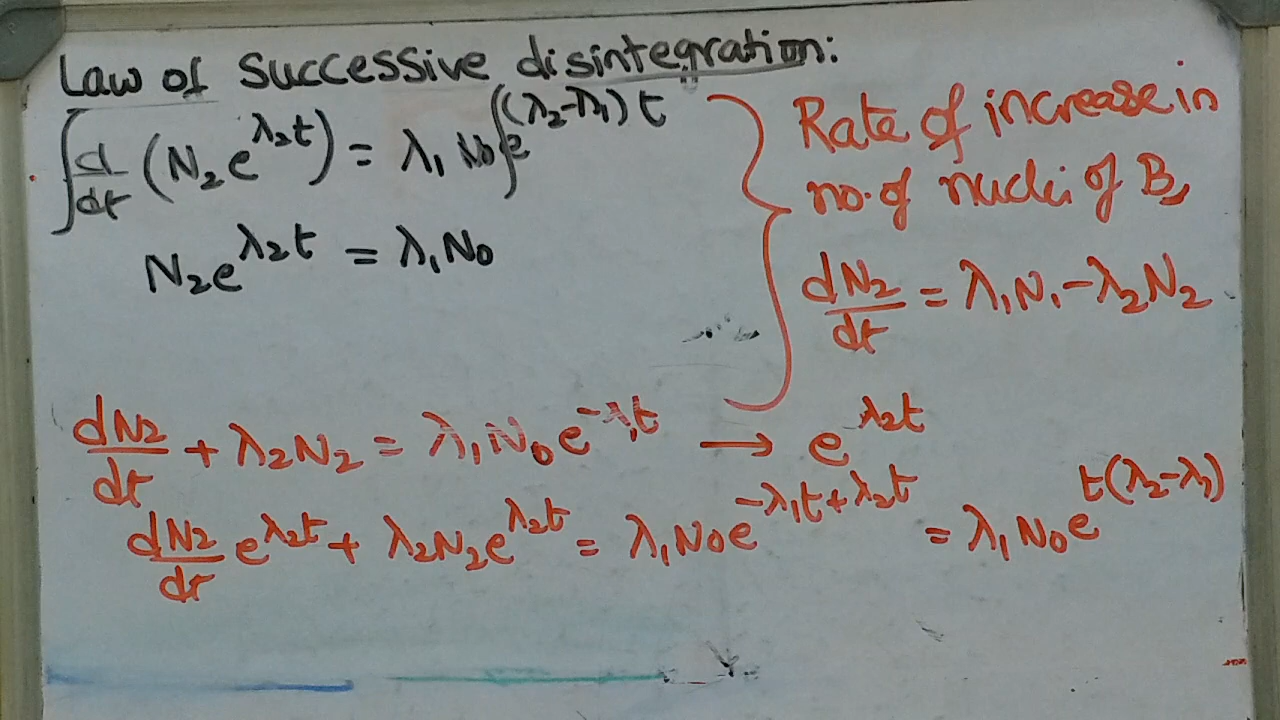 Law of Successive disintegration:
∫ d/dt (N₂e^{λ₂t}) = λ₁ N₀ ∫e^{(λ₂-λ₁)t}
N₂e^{λ₂t} = λ₁N₀
Rate of increase in
no. of nuclei of B,
dN₂/dt = λ₁N₁-λ₂N₂
dN₂/dt + λ₂N₂ = λ₁N₀e^{-λ₁t} → e^{λ₂t}
dN₂/dt e^{λ₂t} + λ₂N₂e^{λ₂t} = λ₁N₀e^{-λ₁t+λ₂t} = λ₁N₀e^{t(λ₂-λ₁)}